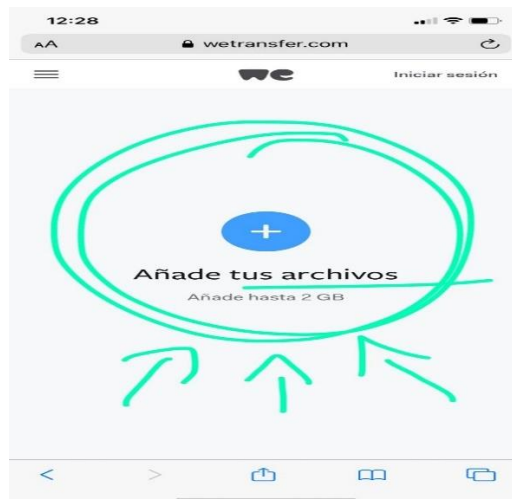 12:28
AA wetransfer.com
we Iniciar sesión
Añade tus archivos
Añade hasta 2 GB